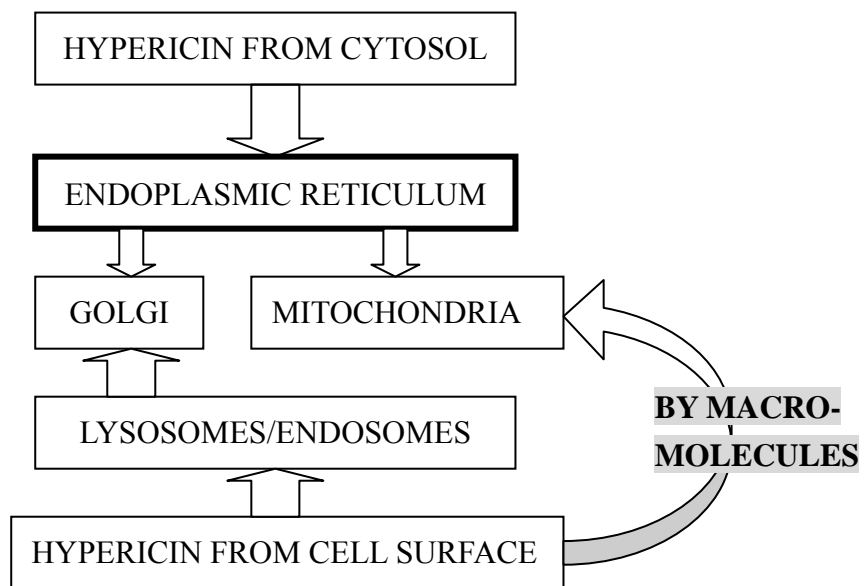 HYPERICIN FROM CYTOSOL
ENDOPLASMIC RETICULUM
GOLGI
MITOCHONDRIA
LYSOSOMES/ENDOSOMES
BY MACRO-
MOLECULES
HYPERICIN FROM CELL SURFACE